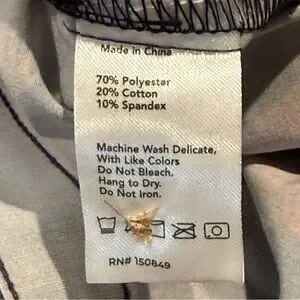 Made in China
70% Polyester
20% Cotton
10% Spandex
Machine Wash Delicate,
With Like Colors
Do Not Bleach.
Hang to Dry.
Do Not Iron.
RN# 150849